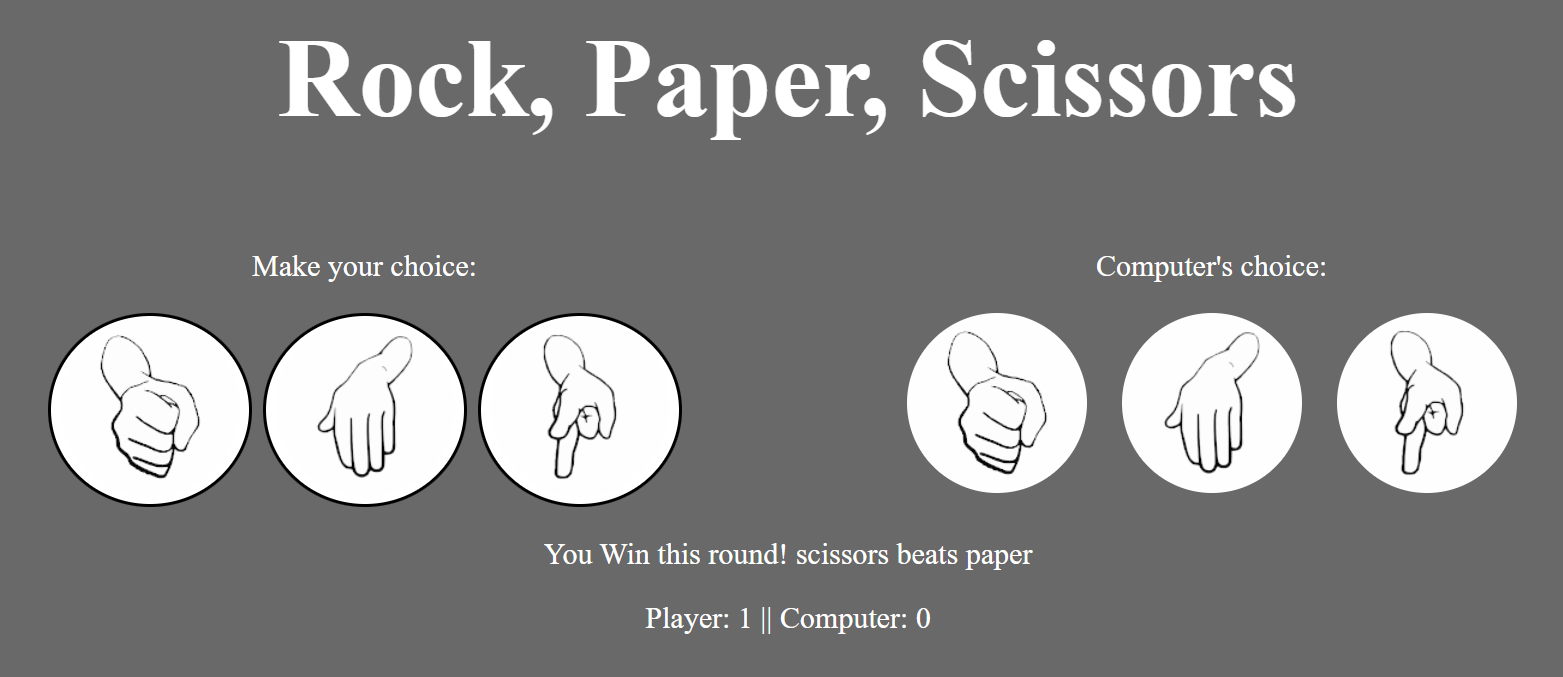 Rock, Paper, Scissors
Make your choice:
Computer's choice:
You Win this round! scissors beats paper
Player: 1 || Computer: 0